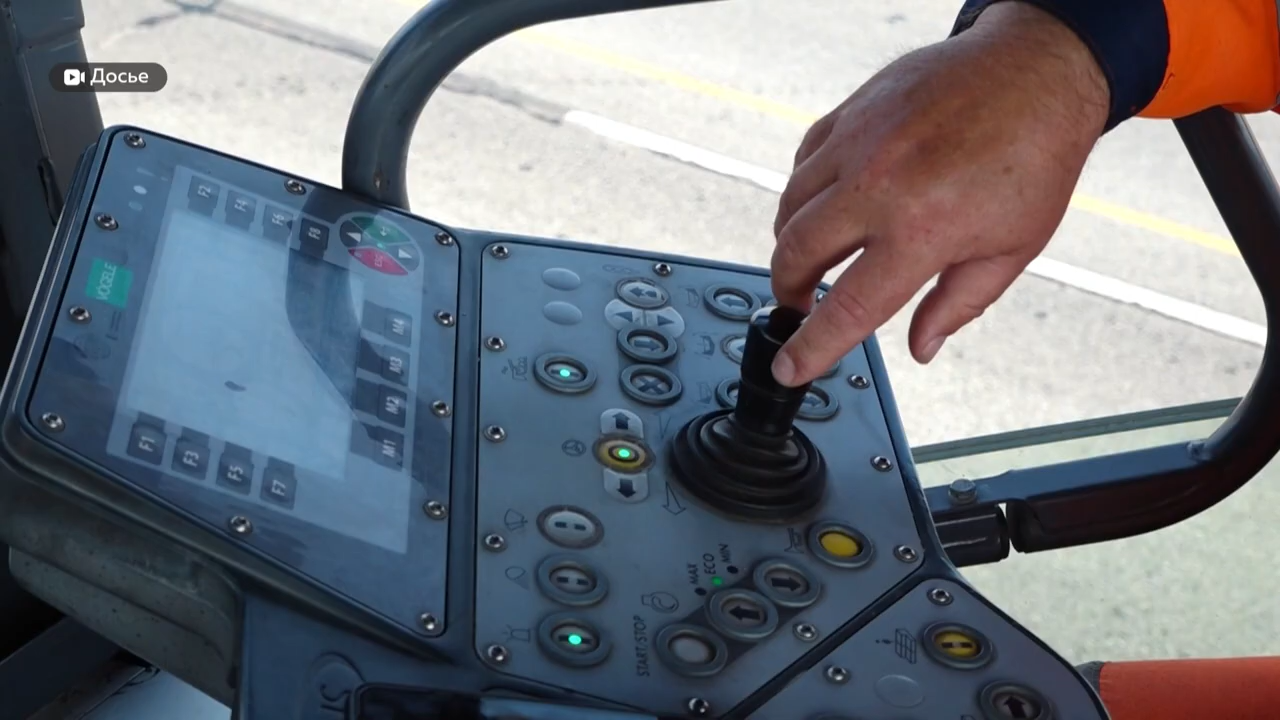 Досье
F2
F4
F6
F8
ESC
VÖGELE
M4
M3
M2
M1
F1
F3
F5
F7
MAX
ECO
MIN
START/STOP